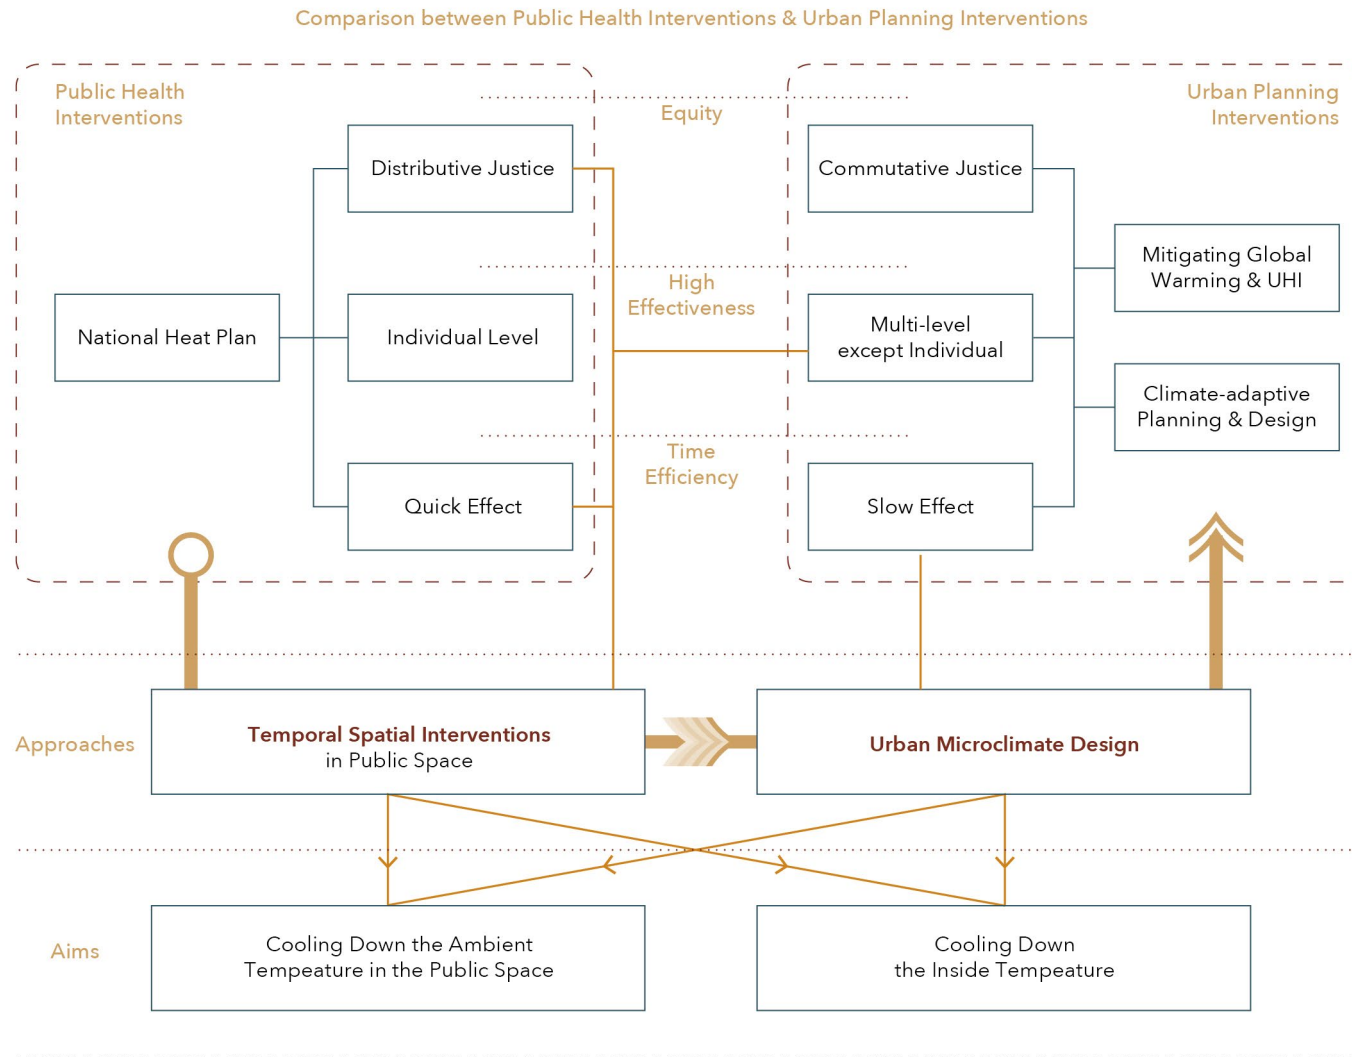 Comparison between Public Health Interventions & Urban Planning Interventions
Public Health
Interventions
Equity
Urban Planning
Interventions
Distributive Justice
Commutative Justice
Mitigating Global
Warming & UHI
High
Effectiveness
National Heat Plan
Individual Level
Multi-level
except Individual
Climate-adaptive
Planning & Design
Time
Efficiency
Quick Effect
Slow Effect
Approaches
Temporal Spatial Interventions
in Public Space
Urban Microclimate Design
Aims
Cooling Down the Ambient
Tempeature in the Public Space
Cooling Down
the Inside Tempeature